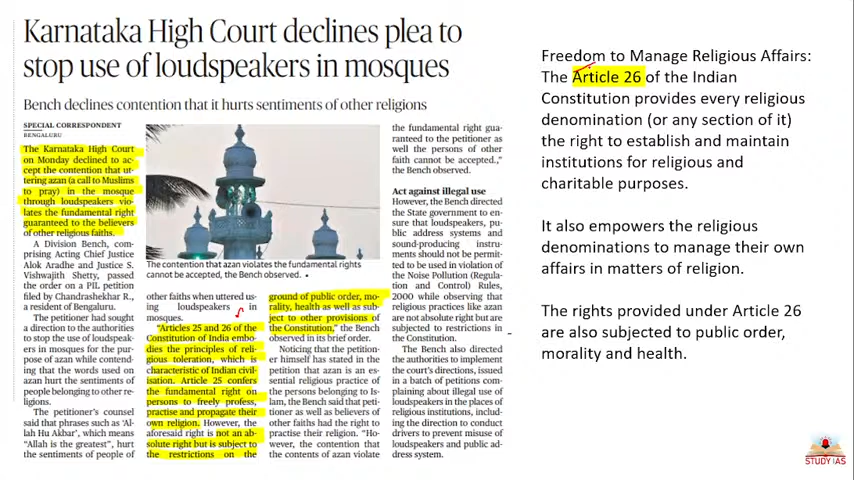 Karnataka High Court declines plea to
stop use of loudspeakers in mosques
Bench declines contention that it hurts sentiments of other religions
SPECIAL CORRESPONDENT
BENGALURU
The Karnataka High Court
on Monday declined to ac-
cept the contention that ut-
tering azan (a call to Muslims
to pray) in the mosque
through loudspeakers vio-
lates the fundamental right
guaranteed to the believers
of other religious faiths.
A Division Bench, com-
prising Acting Chief Justice
Alok Aradhe and Justice S.
Vishwajith Shetty, passed
the order on a PIL petition
filed by Chandrashekhar R.,
a resident of Bengaluru.
The petitioner had sought
a direction to the authorities
to stop the use of loudspeak-
ers in mosques for the pur-
pose of azan while contend-
ing that the words used on
azan hurt the sentiments of
people belonging to other re-
ligions.
The petitioner's counsel
said that phrases such as 'Al-
lah Hu Akbar', which means
"Allah is the greatest", hurt
the sentiments of people of
The contention that azan violates the fundamental rights
cannot be accepted, the Bench observed.
other faiths when uttered us-
ing loudspeakers in
mosques.
"Articles 25 and 26 of the
Constitution of India embo-
dies the principles of reli-
gious toleration, which is
characteristic of Indian civil-
isation. Article 25 confers
the fundamental right on
persons to freely profess,
practise and propagate their
own religion. However, the
aforesaid right is not an ab-
solute right but is subject to
the restrictions on the
ground of public order, mo-
rality, health as well as sub-
ject to other provisions of
the Constitution," the Bench
observed in its brief order.
Noticing that the petition-
er himself has stated in the
petition that azan is an es-
sential religious practice of
the persons belonging to Is-
lam, the Bench said that peti-
tioner as well as believers of
other faiths had the right to
practise their religion. "Ho-
wever, the contention that
the contents of azan violate
the fundamental right gua-
ranteed to the petitioner as
well the persons of other
faith cannot be accepted.,"
the Bench observed.
Act against illegal use
However, the Bench directed
the State government to en-
sure that loudspeakers, pu-
blic address systems and
sound-producing instru-
ments should not be permit-
ted to be used in violation of
the Noise Pollution (Regula-
tion and Control) Rules,
2000 while observing that
religious practices like azan
are not absolute right but are
subjected to restrictions in
the Constitution.
The Bench also directed
the authorities to implement
the court's directions, issued
in a batch of petitions com-
plaining about illegal use of
loudspeakers in the places of
religious institutions, includ-
ing the direction to conduct
drivers to prevent misuse of
loudspeakers and public ad-
dress system.
Freedom to Manage Religious Affairs:
The Article 26 of the Indian
Constitution provides every religious
denomination (or any section of it)
the right to establish and maintain
institutions for religious and
charitable purposes.
It also empowers the religious
denominations to manage their own
affairs in matters of religion.
The rights provided under Article 26
are also subjected to public order,
morality and health.
STUDY IAS